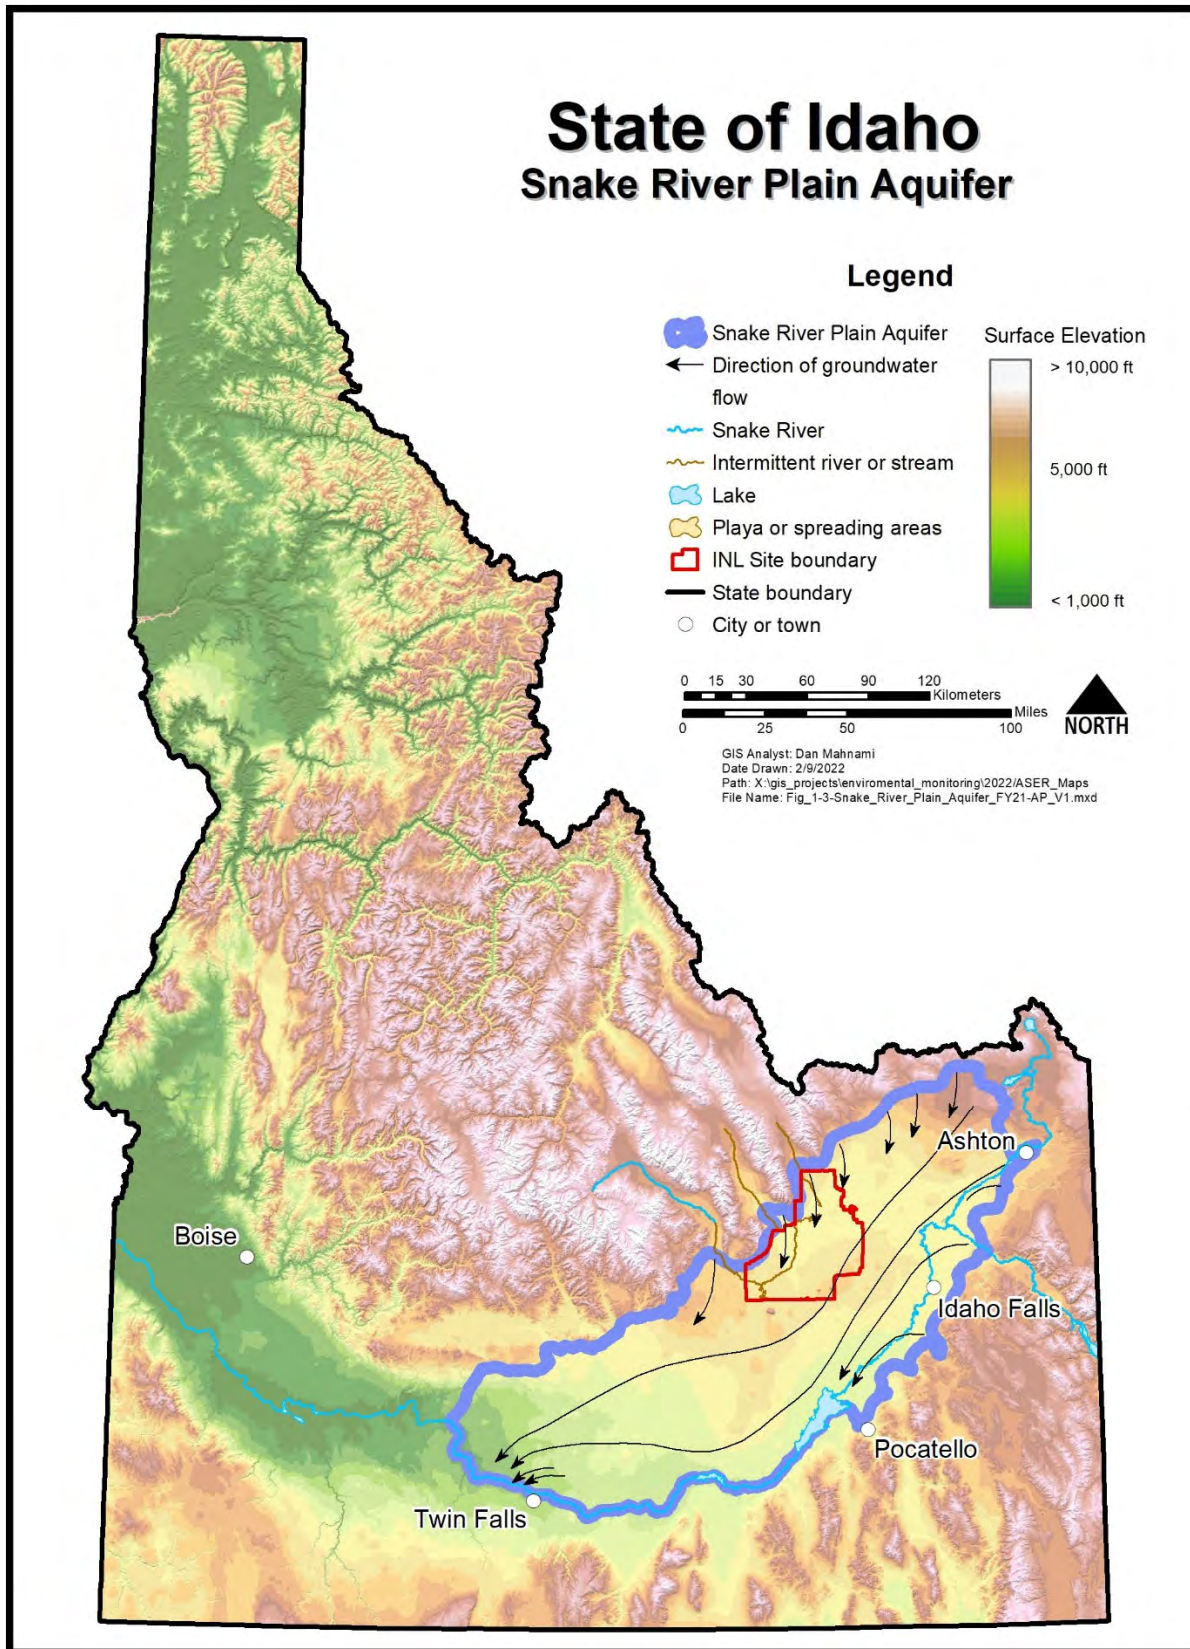 State of Idaho
Snake River Plain Aquifer
Legend
Snake River Plain Aquifer
Direction of groundwater
flow
Snake River
Intermittent river or stream
Lake
Playa or spreading areas
INL Site boundary
State boundary
City or town
Surface Elevation
> 10,000 ft
5,000 ft
< 1,000 ft
0 15 30 60 90 120
Kilometers
Miles
0 25 50 100
NORTH
GIS Analyst: Dan Mahnami
Date Drawn: 2/9/2022
Path: X:\gis_projects\enviromental_monitoring\2022/ASER_Maps
File Name: Fig_1-3-Snake_River_Plain_Aquifer_FY21-AP_V1.mxd
Ashton
Boise
Idaho Falls
Pocatello
Twin Falls